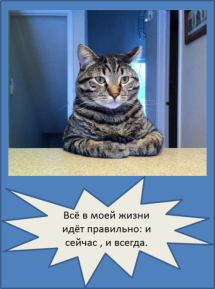 Всё в моей жизни
идёт правильно: и
сейчас , и всегда.